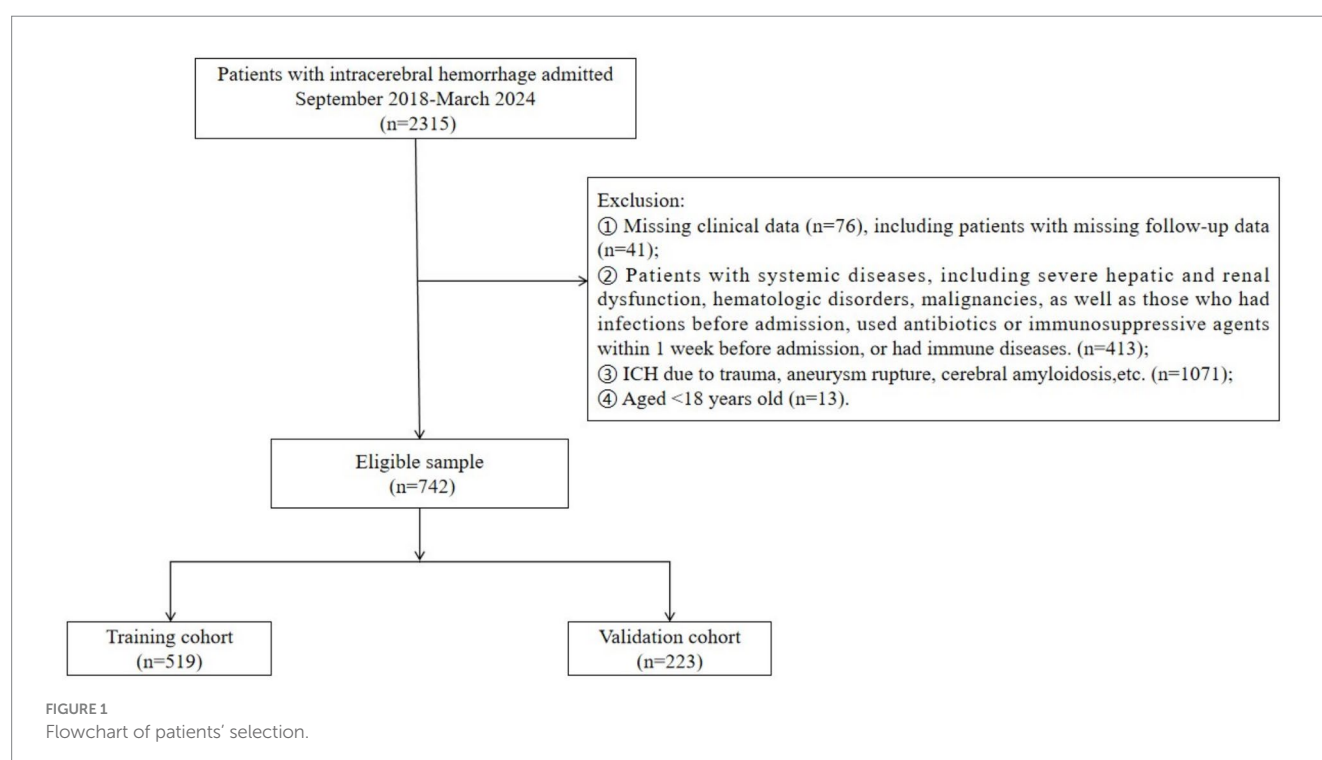 Patients with intracerebral hemorrhage admitted
September 2018-March 2024
(n=2315)
Exclusion:
① Missing clinical data (n=76), including patients with missing follow-up data
(n=41);
② Patients with systemic diseases, including severe hepatic and renal
dysfunction, hematologic disorders, malignancies, as well as those who had
infections before admission, used antibiotics or immunosuppressive agents
within 1 week before admission, or had immune diseases. (n=413);
③ ICH due to trauma, aneurysm rupture, cerebral amyloidosis,etc. (n=1071);
④ Aged <18 years old (n=13).
Eligible sample
(n=742)
Training cohort
(n=519)
Validation cohort
(n=223)
FIGURE 1
Flowchart of patients’ selection.